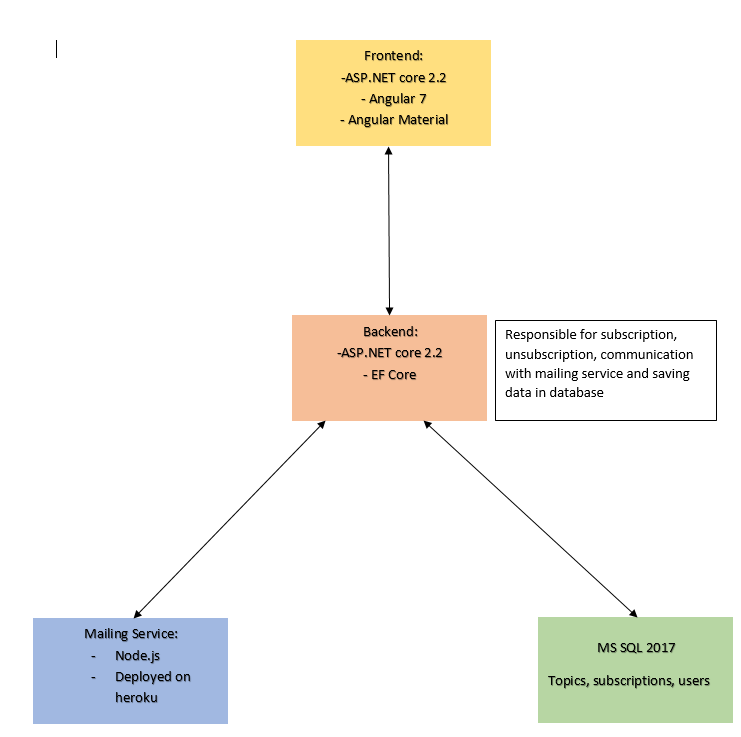 Frontend:
-ASP.NET core 2.2
- Angular 7
- Angular Material
Backend:
-ASP.NET core 2.2
- EF Core
Responsible for subscription,
unsubscription, communication
with mailing service and saving
data in database
Mailing Service:
- Node.js
- Deployed on
heroku
MS SQL 2017
Topics, subscriptions, users